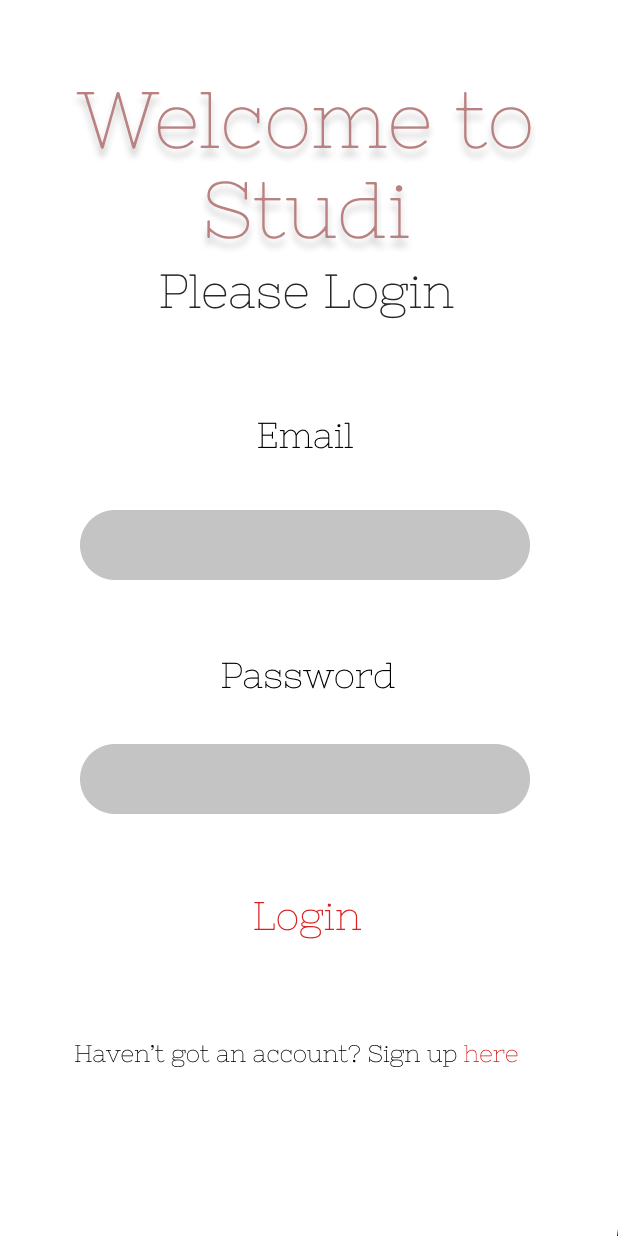 Welcome to
Studi
Please Login
Email
Password
Login
Haven’t got an account? Sign up here